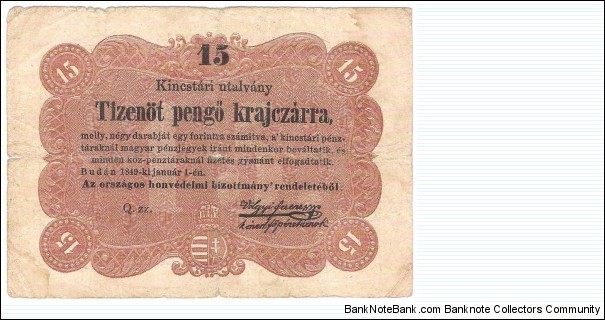 15
15 15
Kincstári utalvány
Tizenöt pengő krajczárra,
melly, négy darabját egy forintra számítva, a' kincstári pénz-
táraknál magyar pénzjegyek iránt mindenkor beváltatik, és
minden köz-pénztáraknál fizetés gyanánt elfogadtatik.
Budán 1849-ki január 1-én.
Az országos honvédelmi bizottmány' rendeletéből:
Q. zz.
15 15
BankNoteBank.com - Banknote Collectors Community